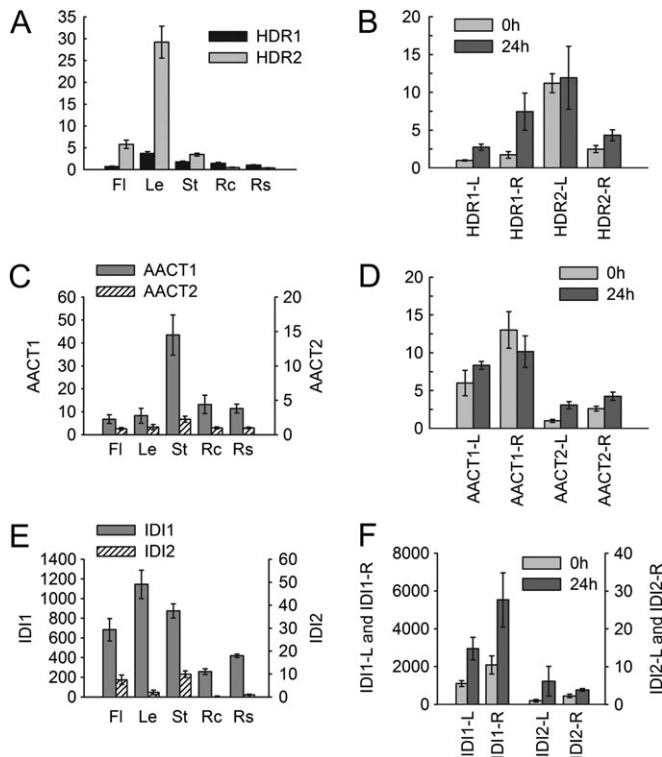 A
35
30
25
20
15
10
5
0
HDR1
HDR2
Fl Le St Rc Rs
B
20
15
10
5
0
0h
24h
HDR1-L
HDR1-R
HDR2-L
HDR2-R
C
AACT1
AACT2
AACT1
60
50
40
30
20
10
0
20
15
10
5
0
AACT2
Fl Le St Rc Rs
D
20
15
10
5
0
0h
24h
AACT1-L
AACT1-R
AACT2-L
AACT2-R
E
IDI1
IDI2
IDI1
1400
1200
1000
800
600
400
200
0
60
50
40
30
20
10
0
IDI2
Fl Le St Rc Rs
F
IDI1-L and IDI1-R
8000
6000
4000
2000
0
0h
24h
40
30
20
10
0
IDI2-L and IDI2-R
IDI1-L
IDI1-R
IDI2-L
IDI2-R